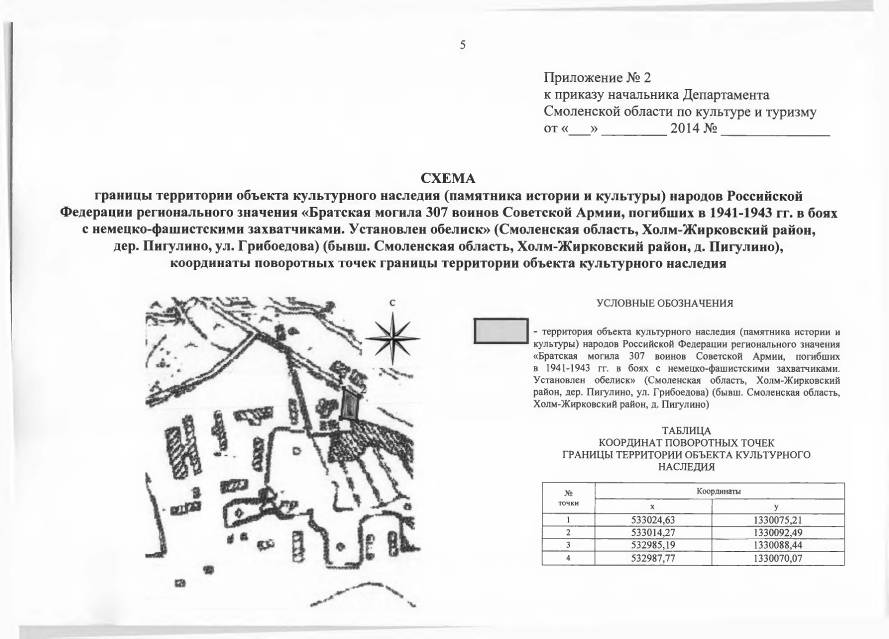 5
Приложение № 2
к приказу начальника Департамента
Смоленской области по культуре и туризму
от «___» _________ 2014 № _______________
СХЕМА
границы территории объекта культурного наследия (памятника истории и культуры) народов Российской
Федерации регионального значения «Братская могила 307 воинов Советской Армии, погибших в 1941-1943 гг. в боях
с немецко-фашистскими захватчиками. Установлен обелиск» (Смоленская область, Холм-Жирковский район,
дер. Пигулино, ул. Грибоедова) (бывш. Смоленская область, Холм-Жирковский район, д. Пигулино),
координаты поворотных точек границы территории объекта культурного наследия
С
УСЛОВНЫЕ ОБОЗНАЧЕНИЯ
- территория объекта культурного наследия (памятника истории и
культуры) народов Российской Федерации регионального значения
«Братская могила 307 воинов Советской Армии, погибших
в 1941-1943 гг. в боях с немецко-фашистскими захватчиками.
Установлен обелиск» (Смоленская область, Холм-Жирковский
район, дер. Пигулино, ул. Грибоедова) (бывш. Смоленская область,
Холм-Жирковский район, д. Пигулино)
ТАБЛИЦА
КООРДИНАТ ПОВОРОТНЫХ ТОЧЕК
ГРАНИЦЫ ТЕРРИТОРИИ ОБЪЕКТА КУЛЬТУРНОГО
НАСЛЕДИЯ
№ точки Координаты
x y
1 533024,63 1330075,21
2 533014,27 1330092,49
3 532985,19 1330088,44
4 532987,77 1330070,07